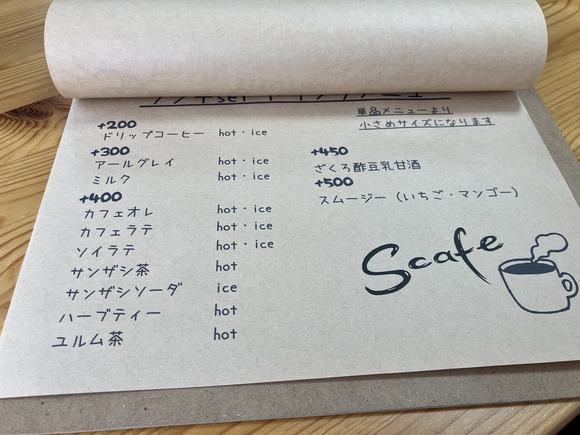 単品メニューより
小さめサイズになります
+200
ドリップコーヒー hot・ice
+300
アールグレイ hot・ice
ミルク hot・ice
+400
カフェオレ hot・ice
カフェラテ hot・ice
ソイラテ hot・ice
サンザシ茶 hot
サンザシソーダ ice
ハーブティー hot
ユルム茶 hot
+450
ざくろ酢豆乳甘酒
+500
スムージー（いちご・マンゴー）
Scafe